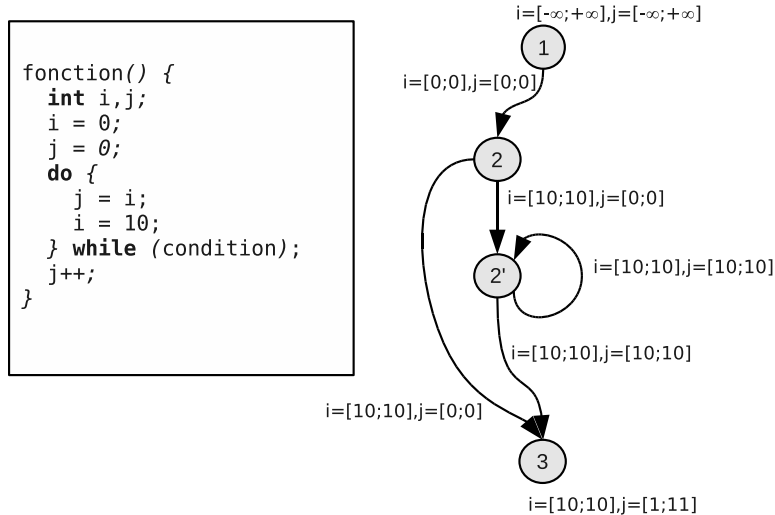 fonction() {
int i,j;
i = 0;
j = 0;
do {
j = i;
i = 10;
} while (condition);
j++;
}
i=[-∞;+∞],j=[-∞;+∞]
1
i=[0;0],j=[0;0]
2
i=[10;10],j=[0;0]
2'
i=[10;10],j=[10;10]
i=[10;10],j=[10;10]
i=[10;10],j=[0;0]
3
i=[10;10],j=[1;11]